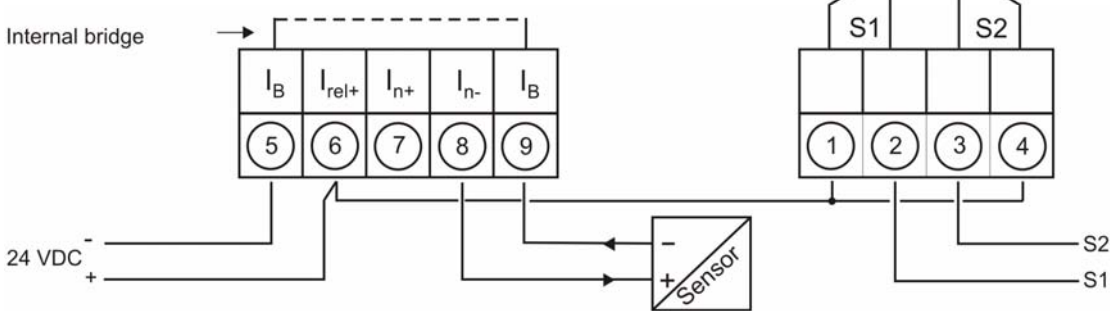 S1 S2
Internal bridge
I_B I_rel+ I_n+ I_n- I_B
5 6 7 8 9 1 2 3 4
24 VDC - +
- + Sensor
S2
S1